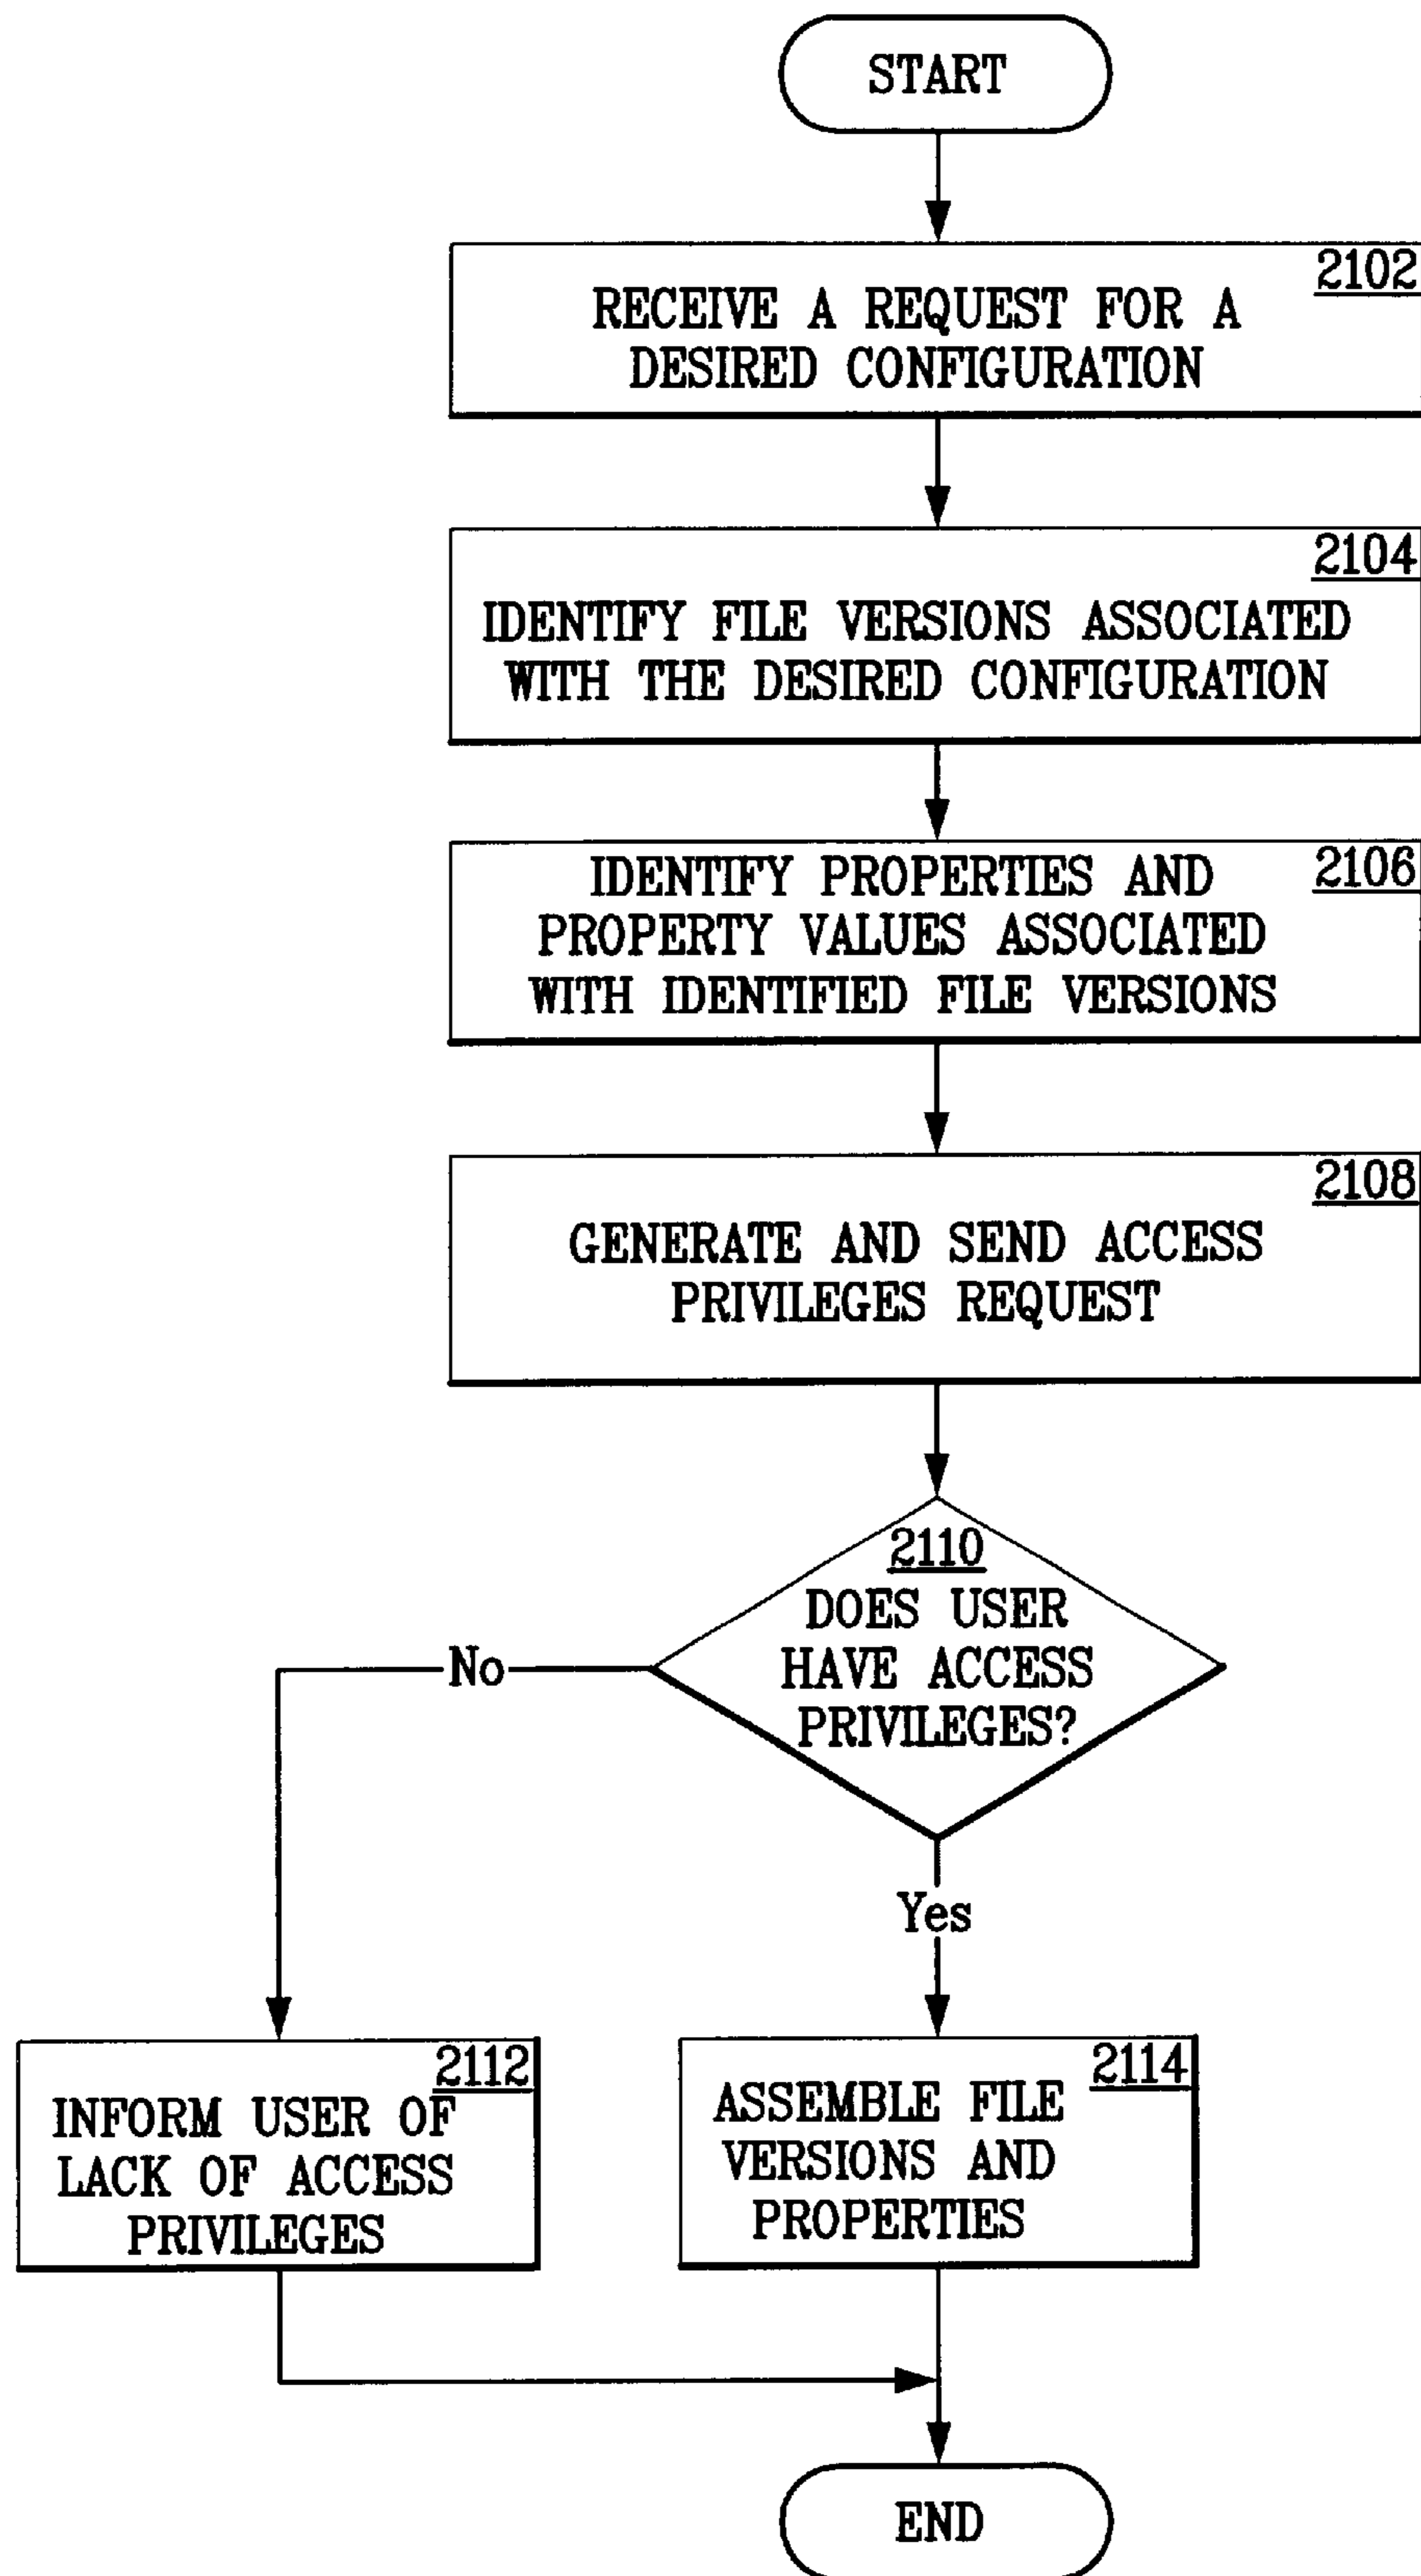 START
2102
RECEIVE A REQUEST FOR A
DESIRED CONFIGURATION
2104
IDENTIFY FILE VERSIONS ASSOCIATED
WITH THE DESIRED CONFIGURATION
2106
IDENTIFY PROPERTIES AND
PROPERTY VALUES ASSOCIATED
WITH IDENTIFIED FILE VERSIONS
2108
GENERATE AND SEND ACCESS
PRIVILEGES REQUEST
2110
DOES USER
HAVE ACCESS
PRIVILEGES?
No
Yes
2112
INFORM USER OF
LACK OF ACCESS
PRIVILEGES
2114
ASSEMBLE FILE
VERSIONS AND
PROPERTIES
END